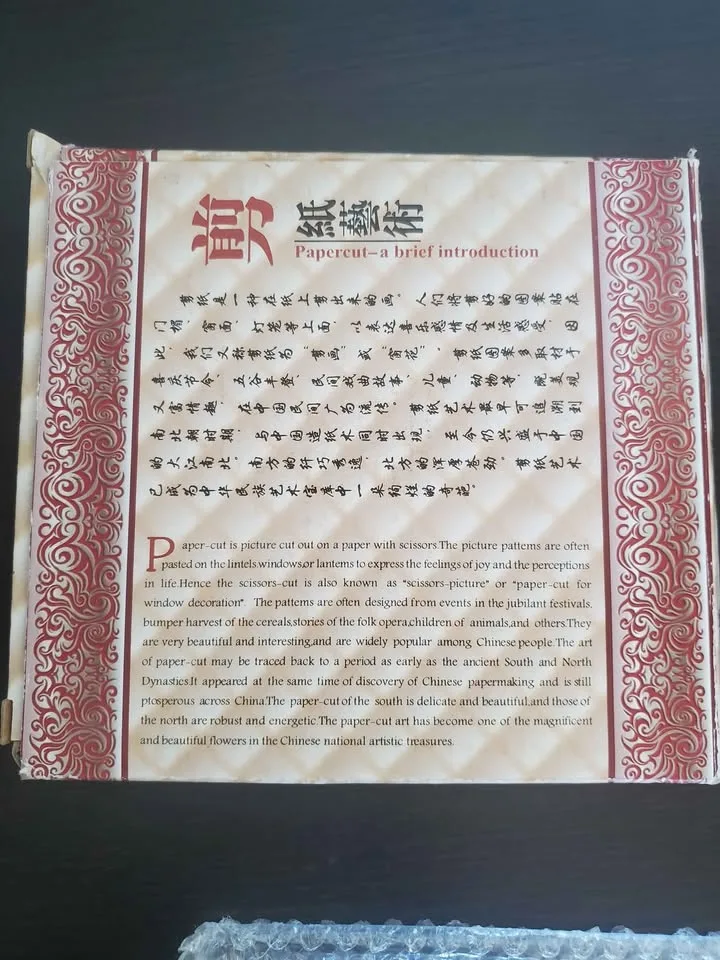 剪紙藝術
Papercut-a brief introduction
剪纸是一种在纸上剪出来的画。人们将剪好的图案贴在
门楣、窗面、灯笼等上面，以表达喜乐感情及生活感受，因
此，我们又称剪纸为“剪画”或“窗花”。剪纸图案多取材于
喜庆节令、五谷丰登、民间戏曲故事、儿童、动物等，既美观
又富情趣，在中国民间广为流传。剪纸艺术最早可追溯到
南北朝时期，与中国造纸术同时出现，至今仍兴盛于中国
的大江南北。南方的纤巧秀逸，北方的浑厚苍劲。剪纸艺术
已成为中华民族艺术宝库中一朵绚烂的奇葩。
Paper-cut is picture cut out on a paper with scissors.The picture pattems are often
pasted on the lintels,windows,or lantems to express the feelings of joy and the perceptions
in life.Hence the scissors-cut is also known as "scissors-picture" or "paper-cut for
window decoration". The pattems are often designed from events in the jubilant festivals,
bumper harvest of the cereals,stories of the folk opera,children of animals,and others.They
are very beautiful and interesting,and are widely popular among Chinese people.The art
of paper-cut may be traced back to a period as early as the ancient South and North
Dynasties.It appeared at the same time of discovery of Chinese papermaking and is still
ptosperous across China.The paper-cut of the south is delicate and beautiful,and those of
the north are robust and energetic.The paper-cut art has become one of the magnificent
and beautiful flowers in the Chinese national artistic treasures.